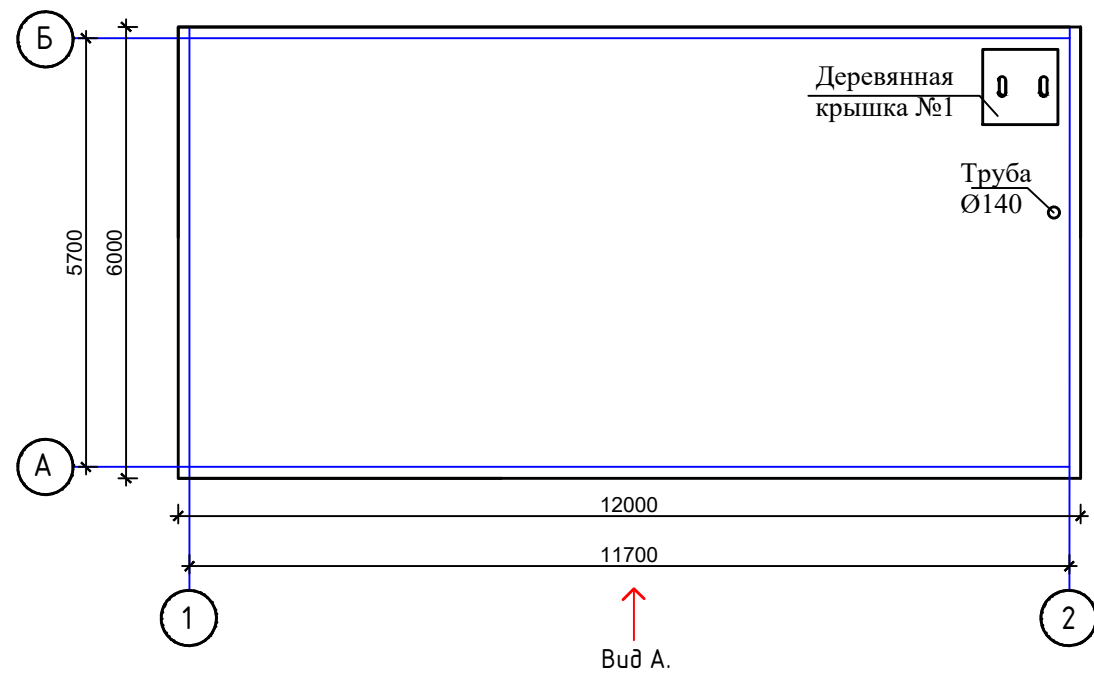 Б
Деревянная
крышка №1
Труба
Ø140
5700
6000
А
12000
11700
1
2
Вид А.